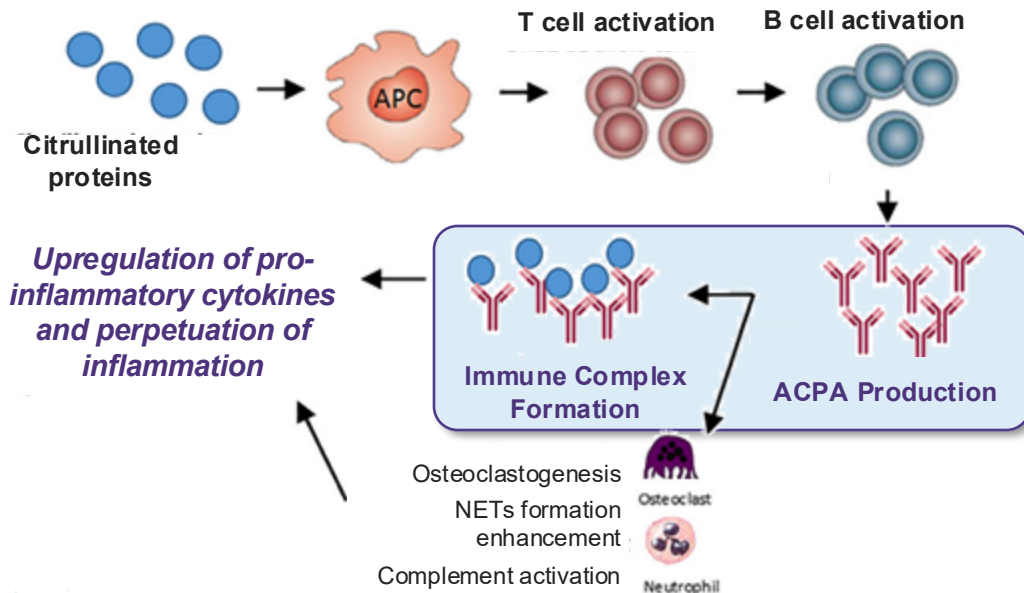 T cell activation
B cell activation
APC
Citrullinated
proteins
Upregulation of pro-
inflammatory cytokines
and perpetuation of
inflammation
Immune Complex
Formation
ACPA Production
Osteoclastogenesis
Osteoclast
NETs formation
enhancement
Complement activation
Neutrophil